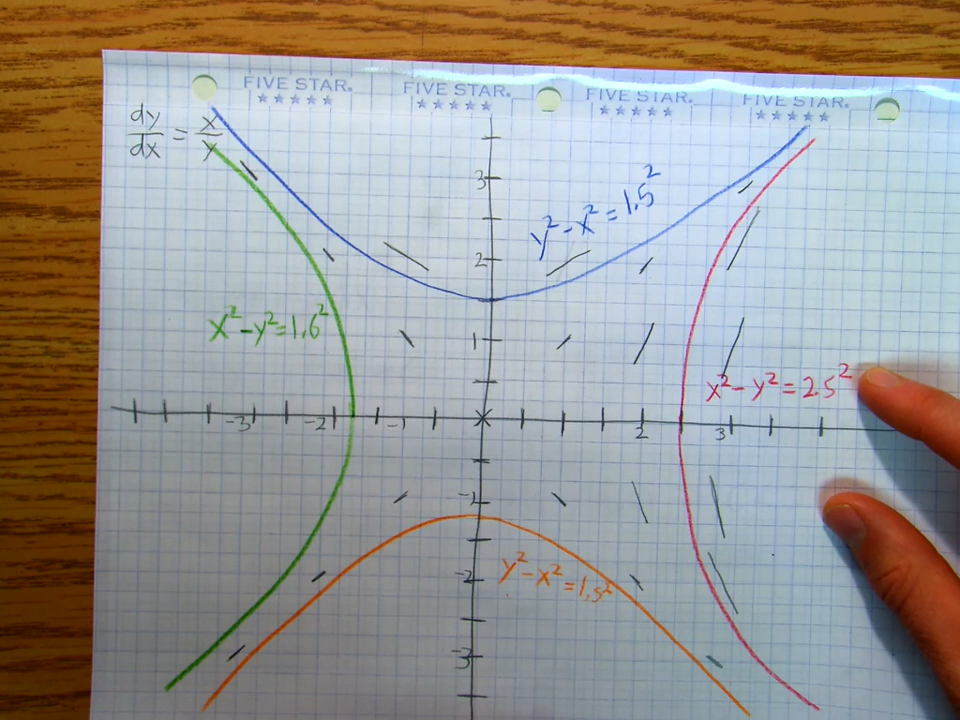 FIVE STAR. FIVE STAR. FIVE STAR. FIVE STAR.
★★★★★ ★★★★★ ★★★★★ ★★★★★
dy/dx = x/y
3
y² - x² = 1.5²
2
x² - y² = 1.6²
1
x² - y² = 2.5²
-3 -2 -1 2 3
-1
y² - x² = 1.5²
-2
-3